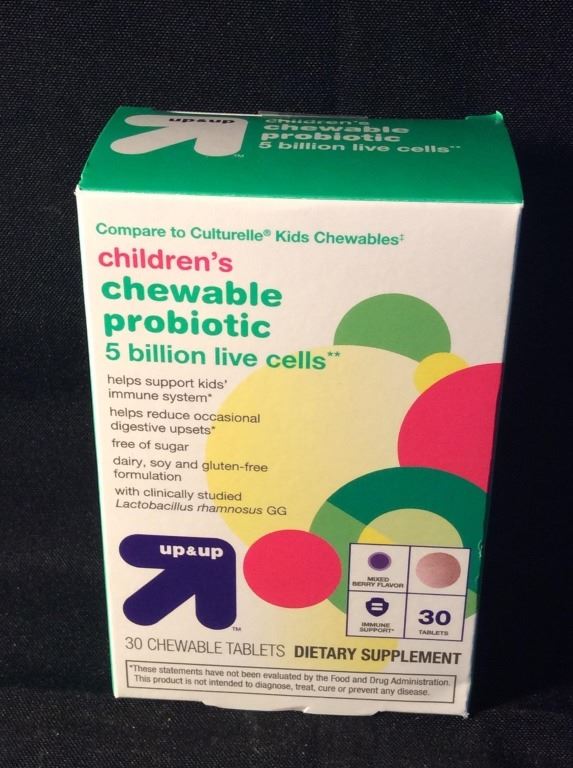 up&up
TM
children's
chewable
probiotic
5 billion live cells**
Compare to Culturelle® Kids Chewables‡
children's
chewable
probiotic
5 billion live cells**
helps support kids'
immune system*
helps reduce occasional
digestive upsets*
free of sugar
dairy, soy and gluten-free
formulation
with clinically studied
Lactobacillus rhamnosus GG
up&up
TM
MIXED
BERRY FLAVOR
IMMUNE
SUPPORT*
30
TABLETS
30 CHEWABLE TABLETS DIETARY SUPPLEMENT
*These statements have not been evaluated by the Food and Drug Administration.
This product is not intended to diagnose, treat, cure or prevent any disease.